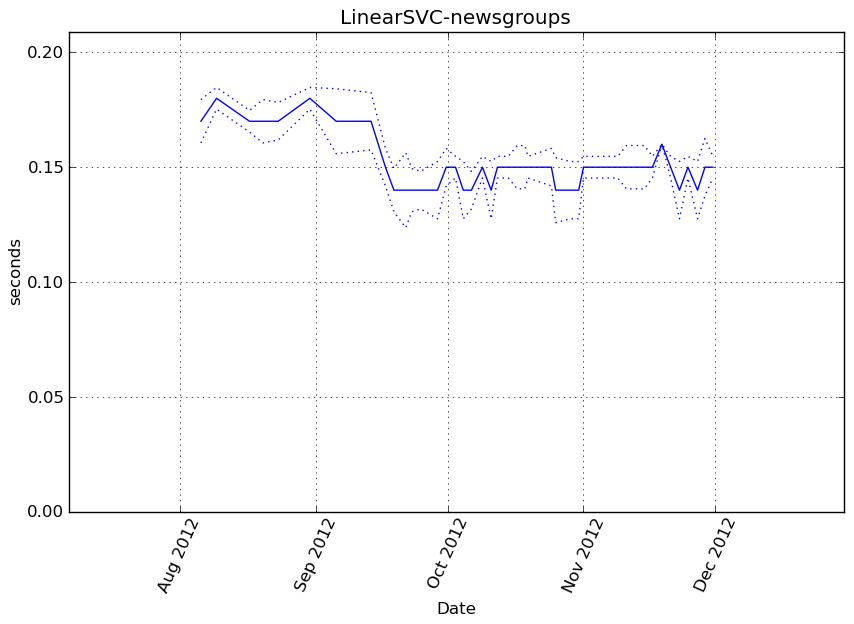 LinearSVC-newsgroups
0.20
0.15
0.10
0.05
0.00
seconds
Aug 2012
Sep 2012
Oct 2012
Nov 2012
Dec 2012
Date